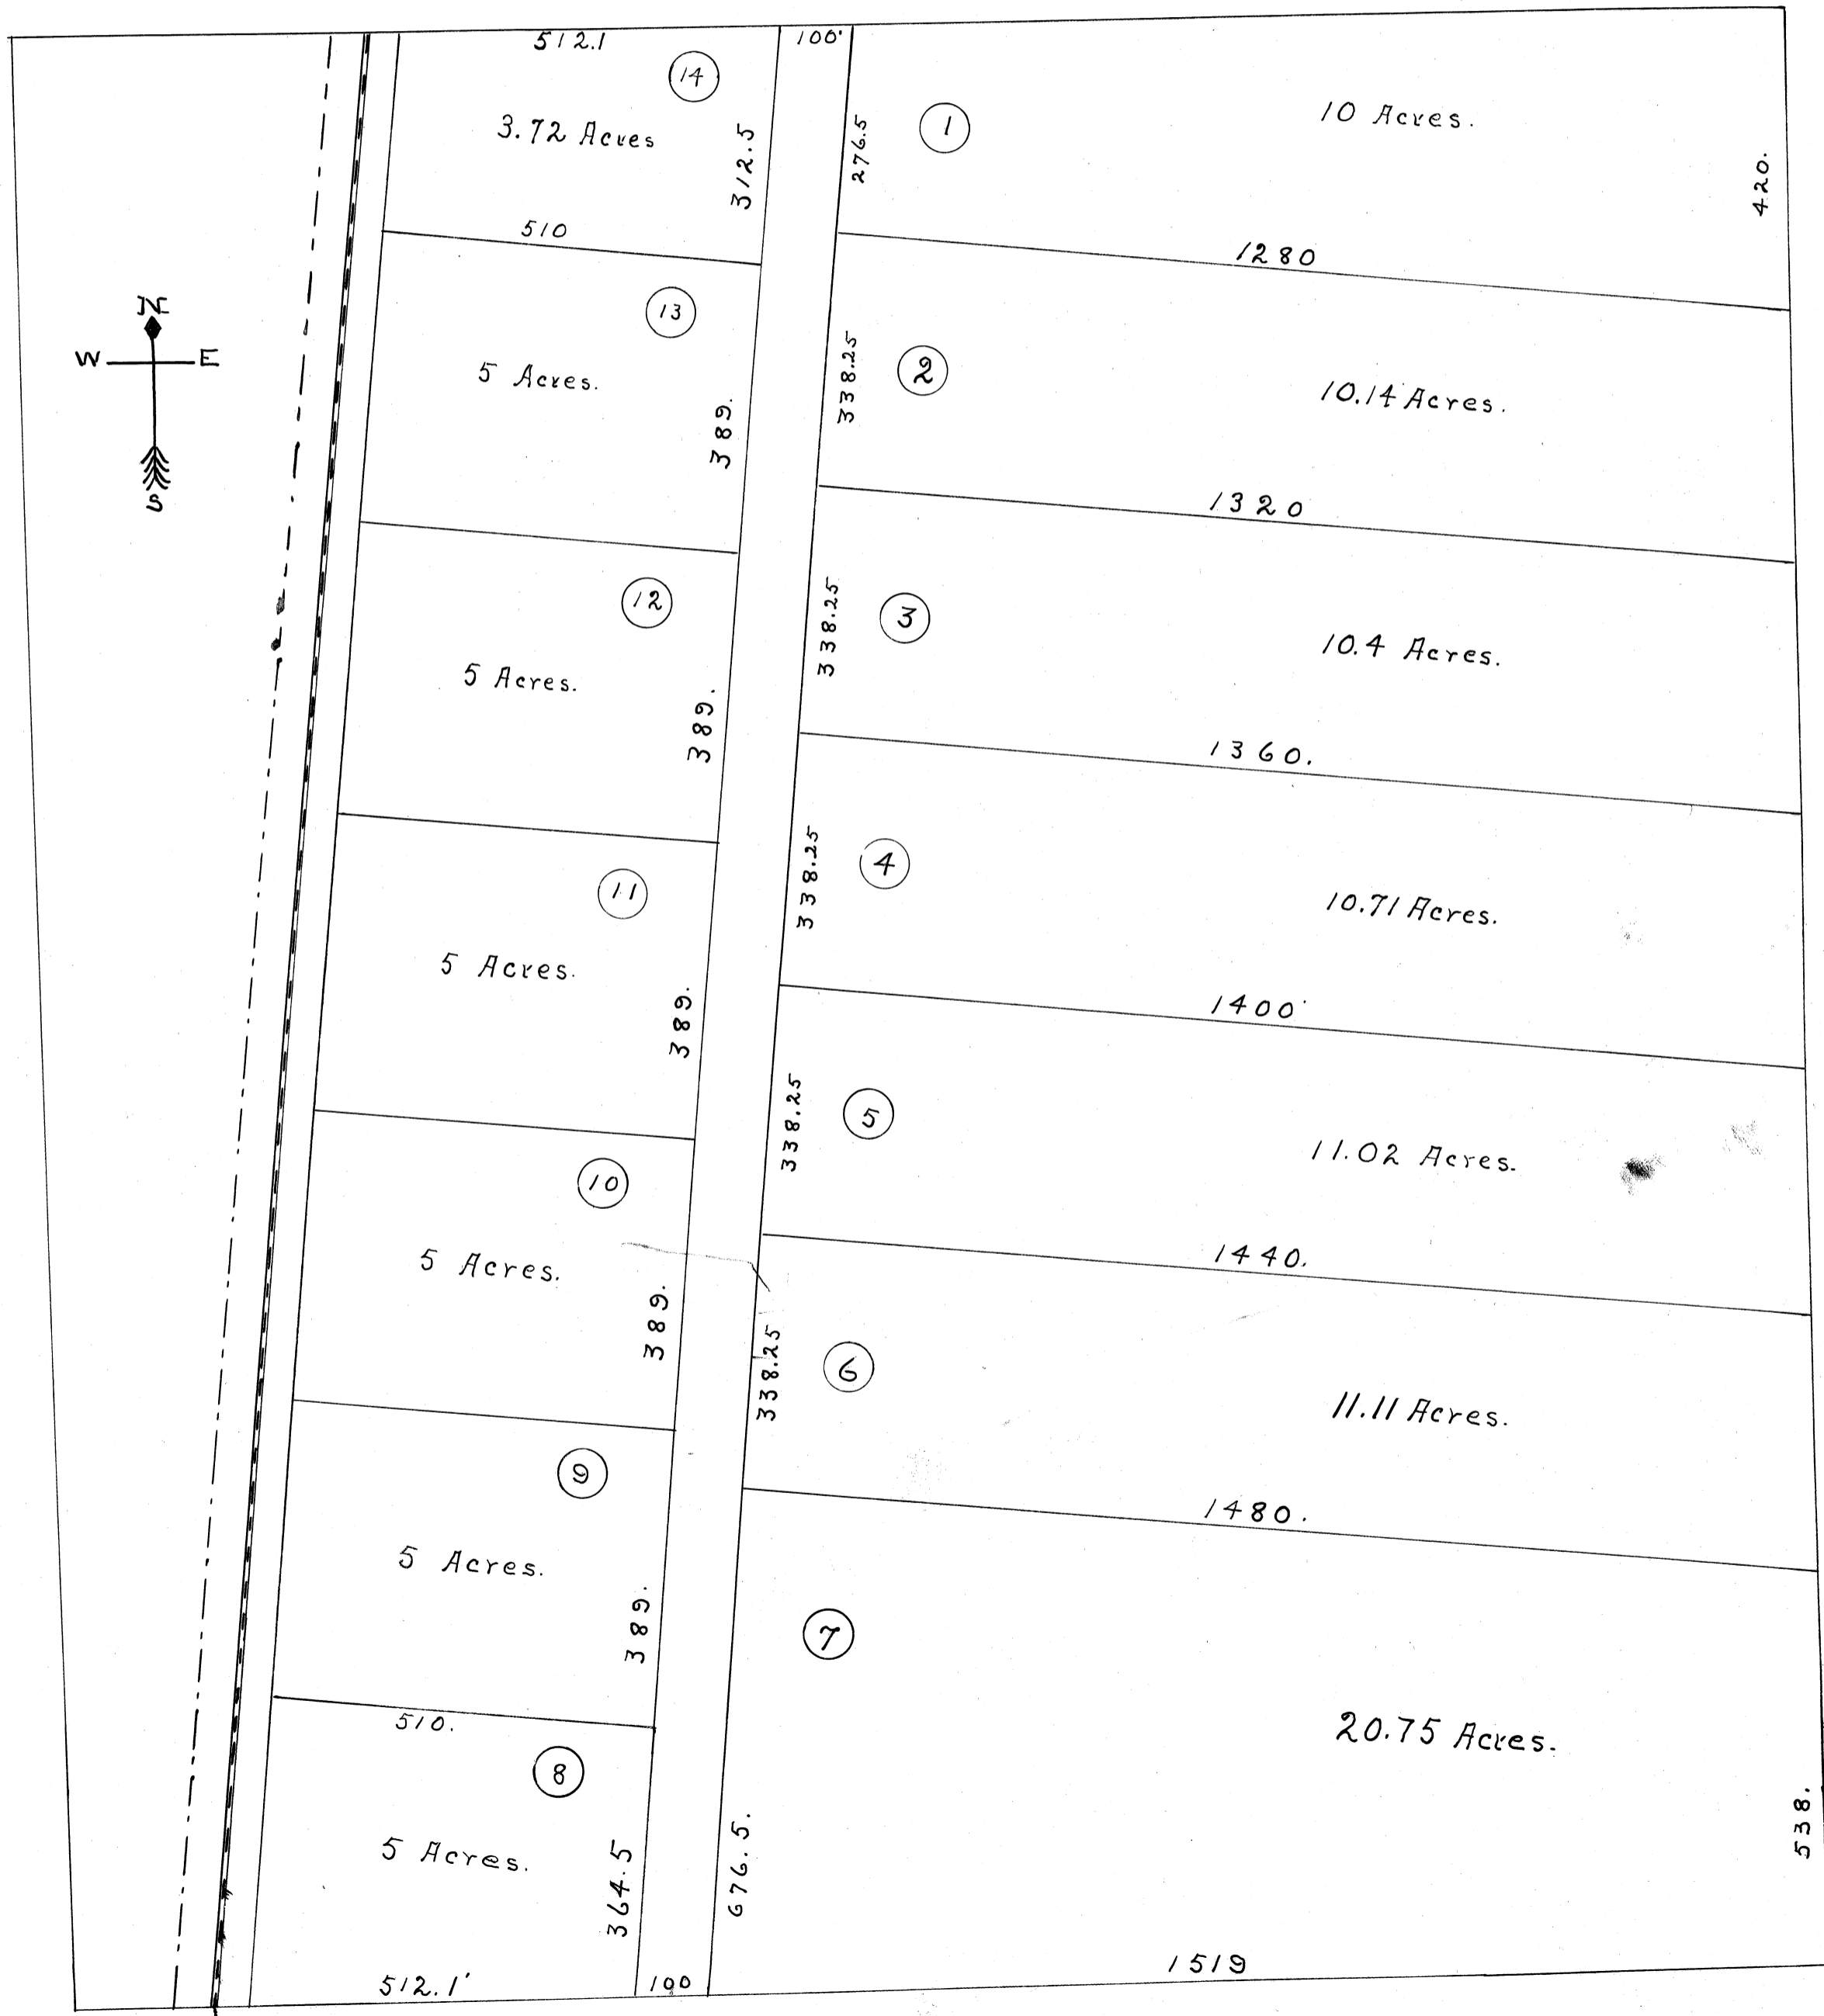 512.1
100'
14
3.72 Acres
312.5
510
276.5
1
10 Acres.
420.
1280
N
W E
S
13
5 Acres.
389.
338.25
2
10.14 Acres.
1320
12
5 Acres.
389.
338.25
3
10.4 Acres.
1360.
11
5 Acres.
389.
338.25
4
10.71 Acres.
1400'
10
5 Acres.
389.
338.25
5
11.02 Acres.
1440.
9
5 Acres.
389.
338.25
6
11.11 Acres.
1480.
510.
8
5 Acres.
364.5
512.1'
100
7
20.75 Acres.
676.5.
538.
1519